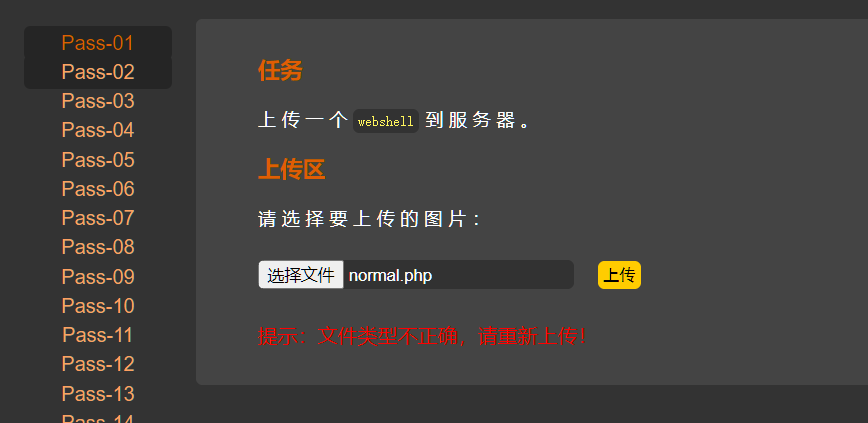 Pass-01
Pass-02
Pass-03
Pass-04
Pass-05
Pass-06
Pass-07
Pass-08
Pass-09
Pass-10
Pass-11
Pass-12
Pass-13
Pass-14
任务
上传一个 webshell 到服务器。
上传区
请选择要上传的图片：
选择文件 normal.php 上传
提示：文件类型不正确，请重新上传！